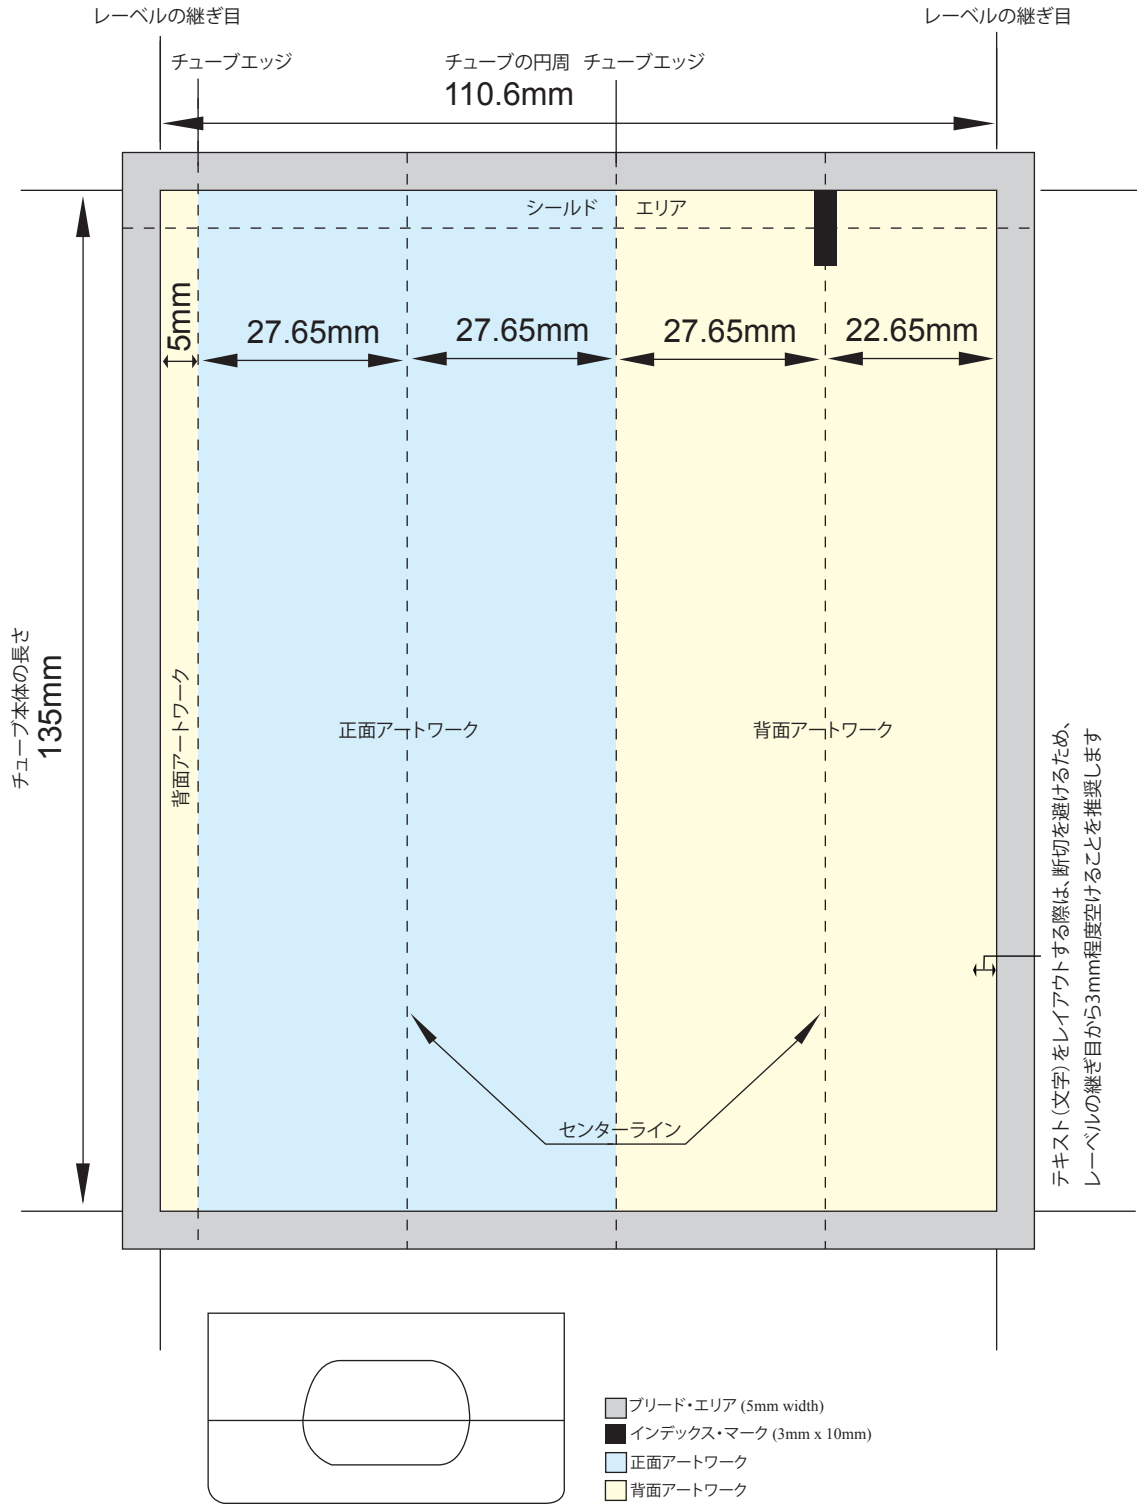 レーベルの継ぎ目
レーベルの継ぎ目
チューブエッジ
チューブの円周
チューブエッジ
110.6mm
シールド
エリア
5mm
27.65mm
27.65mm
27.65mm
22.65mm
チューブ本体の長さ
135mm
背面アートワーク
正面アートワーク
背面アートワーク
テキスト(文字)をレイアウトする際は、断切を避けるため、
レーベルの継ぎ目から3mm程度空けることを推奨します
センターライン
ブリード・エリア (5mm width)
インデックス・マーク (3mm x 10mm)
正面アートワーク
背面アートワーク